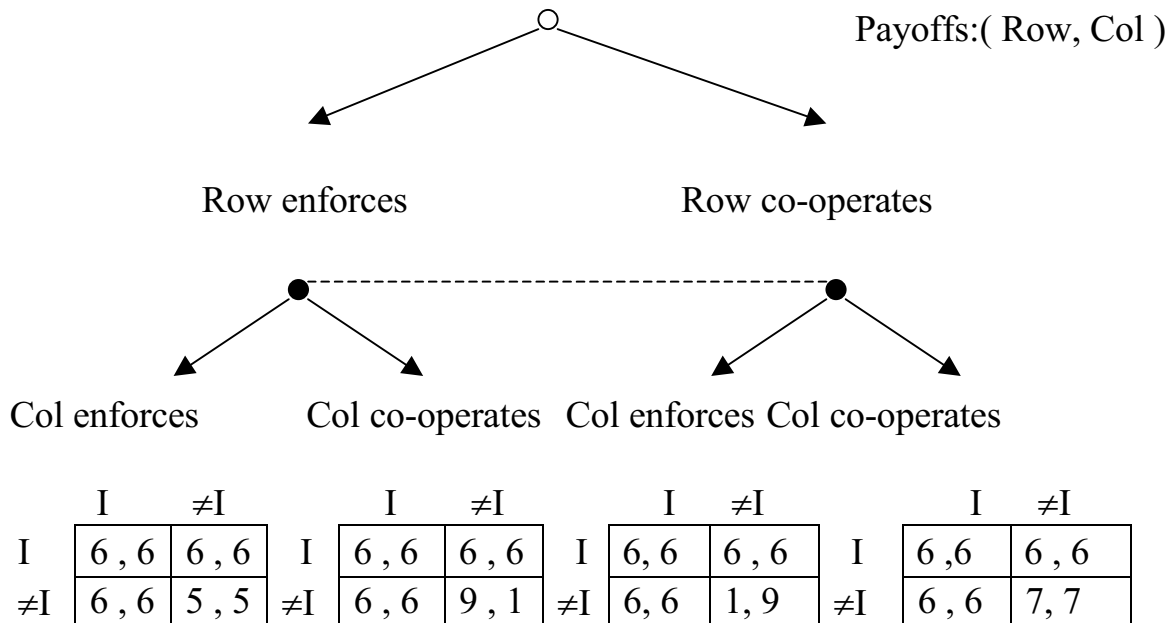 Payoffs:( Row, Col )
Row enforces Row co-operates
Col enforces Col co-operates Col enforces Col co-operates
I ≠I I ≠I I ≠I I ≠I
I 6 , 6 6 , 6 I 6 , 6 6 , 6 I 6, 6 6 , 6 I 6 ,6 6 , 6
≠I 6 , 6 5 , 5 ≠I 6 , 6 9 , 1 ≠I 6, 6 1, 9 ≠I 6 , 6 7, 7